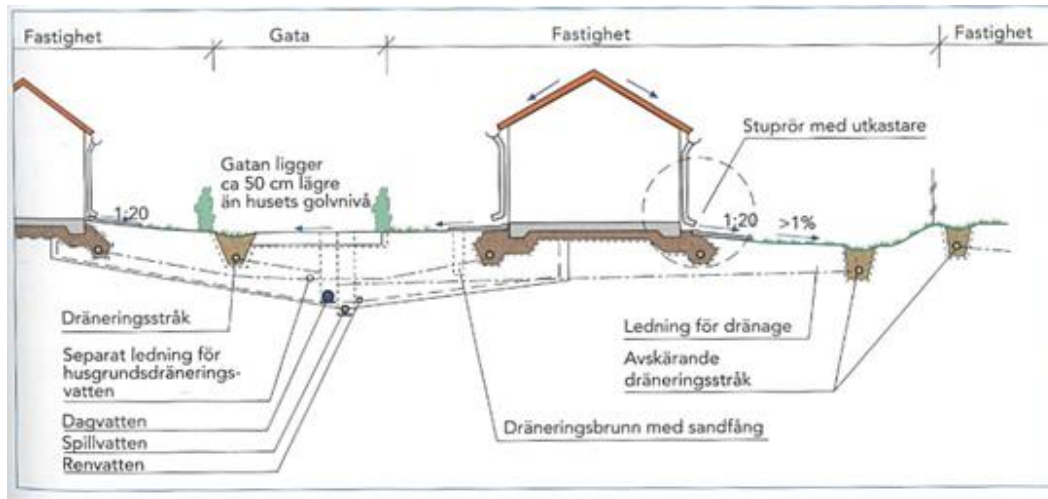 Fastighet
Gata
Fastighet
Fastighet
Stuprör med utkastare
Gatan ligger
ca 50 cm lägre
än husets golvnivå
1:20
1:20
>1%
Dräneringsstråk
Ledning för dränage
Separat ledning för
husgrundsdränerings-
vatten
Avskärande
dräneringsstråk
Dagvatten
Dräneringsbrunn med sandfång
Spillvatten
Renvatten